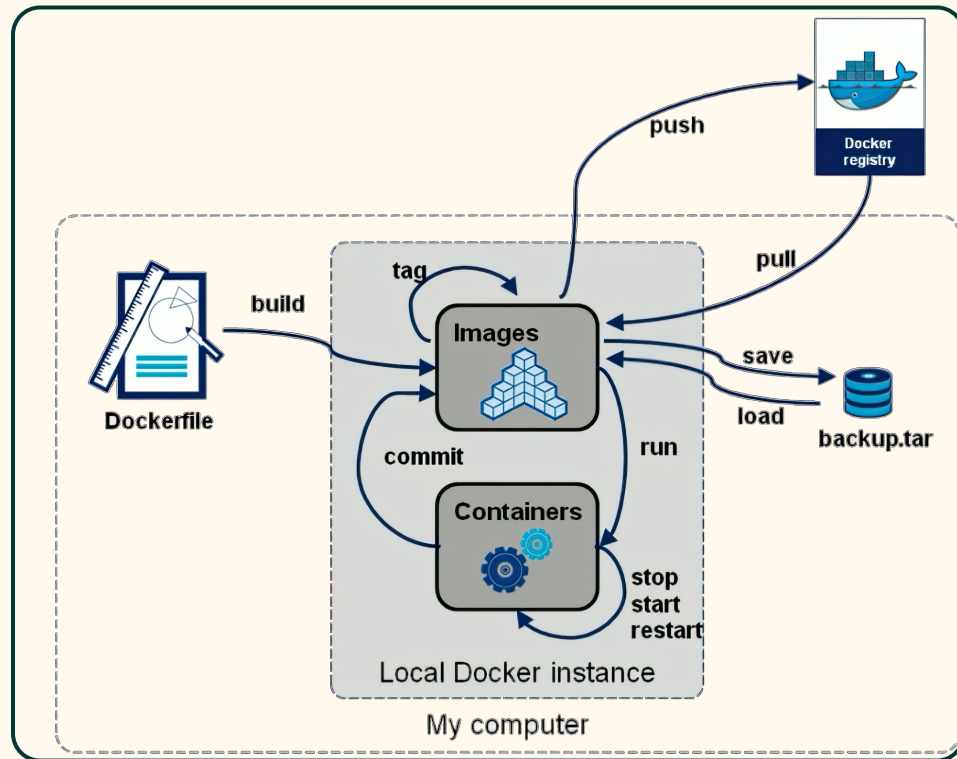 push
Docker
registry
pull
tag
build
Images
save
Dockerfile
load
backup.tar
commit
run
Containers
stop
start
restart
Local Docker instance
My computer